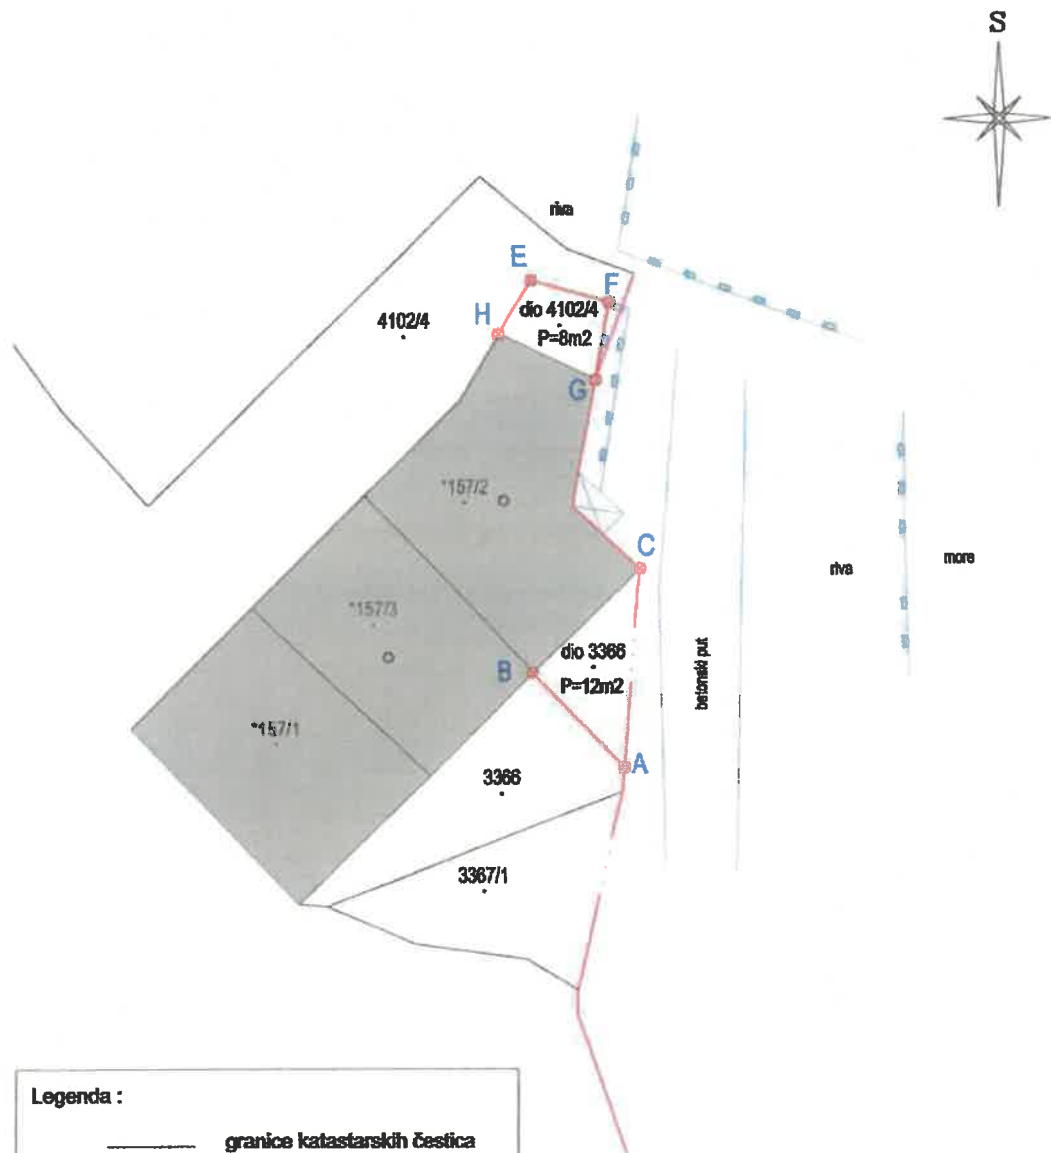 S
riva
E
F
dio 4102/4
P=8m2
H
4102/4
G
*157/2
C
riva
more
*157/3
dio 3366
P=12m2
B
betonski put
*157/1
A
3366
3367/1
Legenda :
granice katastarskih čestica